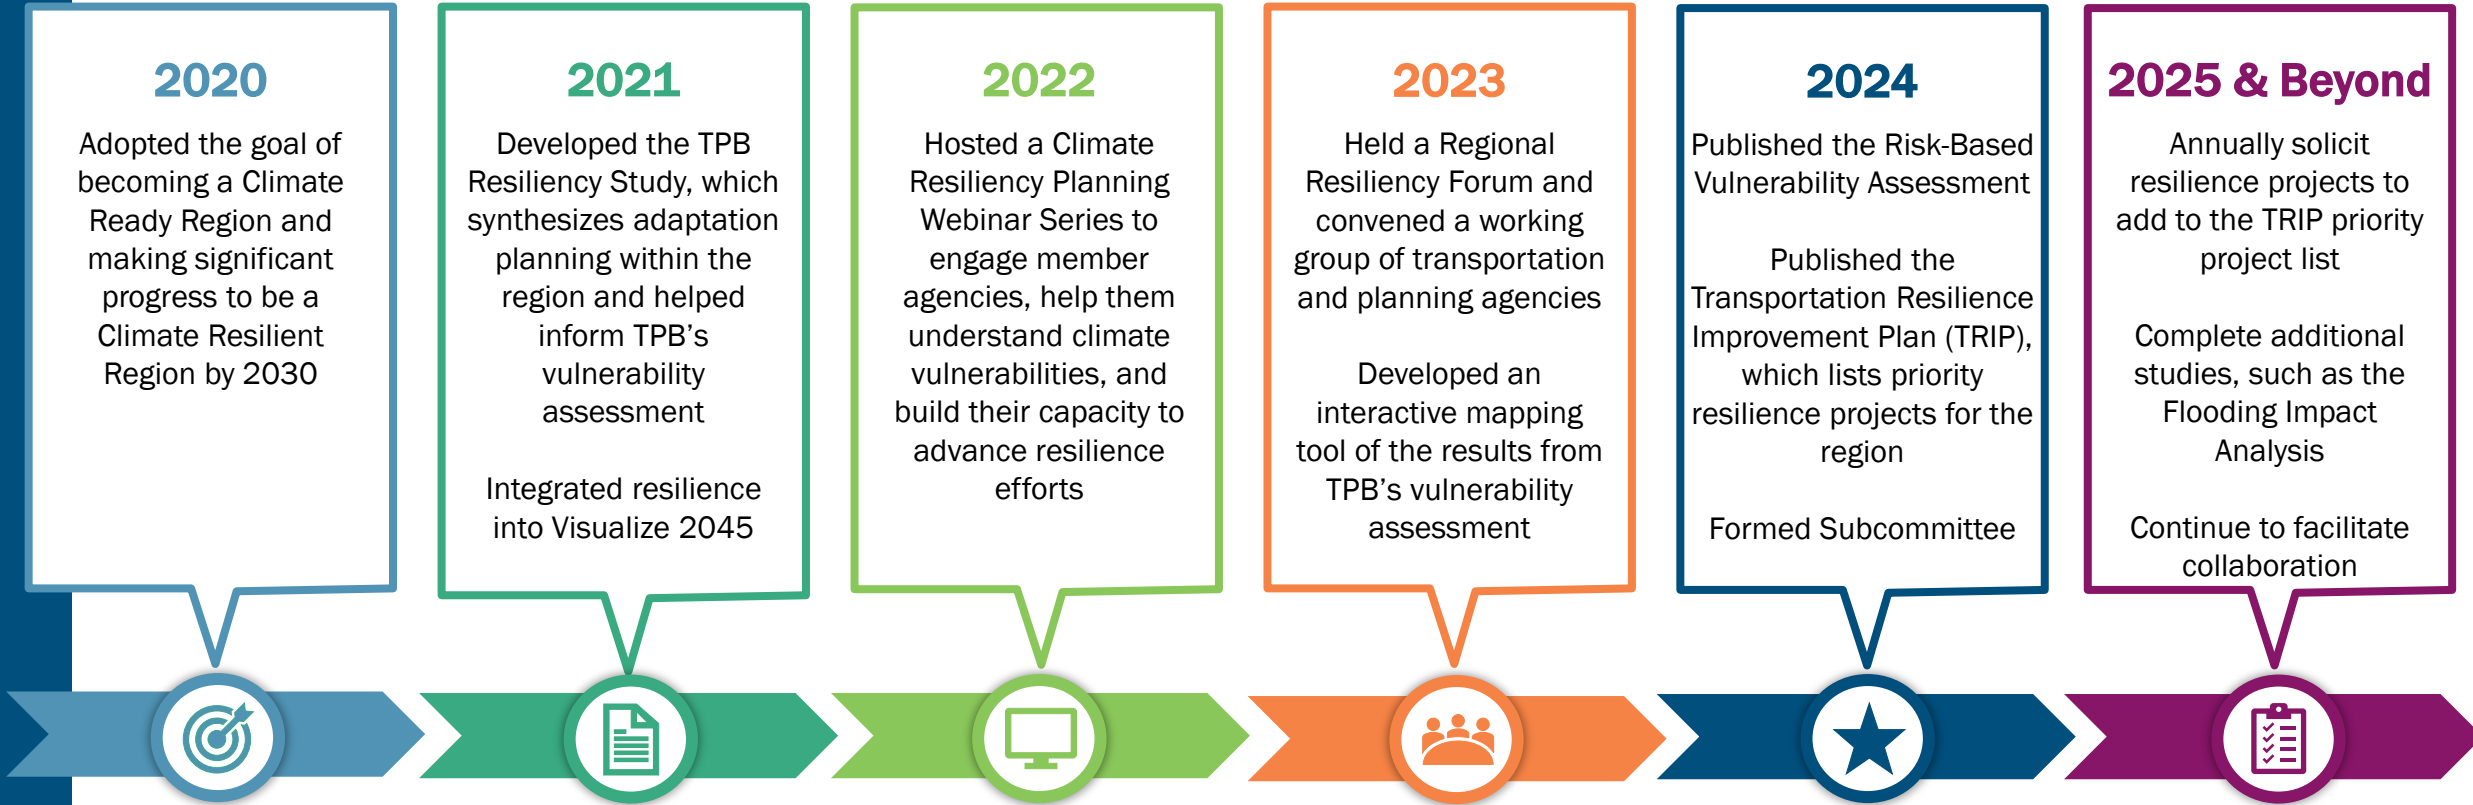 2020
Adopted the goal of
becoming a Climate
Ready Region and
making significant
progress to be a
Climate Resilient
Region by 2030
2021
Developed the TPB
Resiliency Study, which
synthesizes adaptation
planning within the
region and helped
inform TPB’s
vulnerability
assessment
Integrated resilience
into Visualize 2045
2022
Hosted a Climate
Resiliency Planning
Webinar Series to
engage member
agencies, help them
understand climate
vulnerabilities, and
build their capacity to
advance resilience
efforts
2023
Held a Regional
Resiliency Forum and
convened a working
group of transportation
and planning agencies
Developed an
interactive mapping
tool of the results from
TPB’s vulnerability
assessment
2024
Published the Risk-Based
Vulnerability Assessment
Published the
Transportation Resilience
Improvement Plan (TRIP),
which lists priority
resilience projects for the
region
Formed Subcommittee
2025 & Beyond
Annually solicit
resilience projects to
add to the TRIP priority
project list
Complete additional
studies, such as the
Flooding Impact
Analysis
Continue to facilitate
collaboration